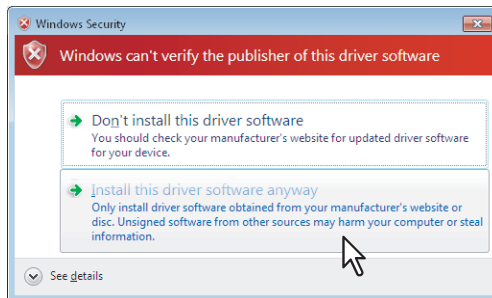 Windows Security
Windows can't verify the publisher of this driver software
Don't install this driver software
You should check your manufacturer's website for updated driver software
for your device.
Install this driver software anyway
Only install driver software obtained from your manufacturer's website or
disc. Unsigned software from other sources may harm your computer or steal
information.
See details